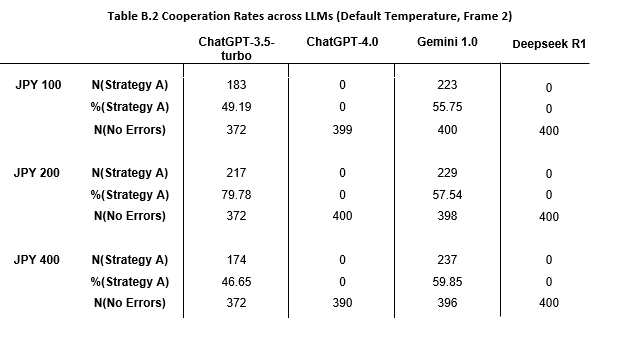 Table B.2 Cooperation Rates across LLMs (Default Temperature, Frame 2)
ChatGPT-3.5-turbo ChatGPT-4.0 Gemini 1.0 Deepseek R1
JPY 100 N(Strategy A) 183 0 223 0
%(Strategy A) 49.19 0 55.75 0
N(No Errors) 372 399 400 400
JPY 200 N(Strategy A) 217 0 229 0
%(Strategy A) 79.78 0 57.54 0
N(No Errors) 372 400 398 400
JPY 400 N(Strategy A) 174 0 237 0
%(Strategy A) 46.65 0 59.85 0
N(No Errors) 372 390 396 400